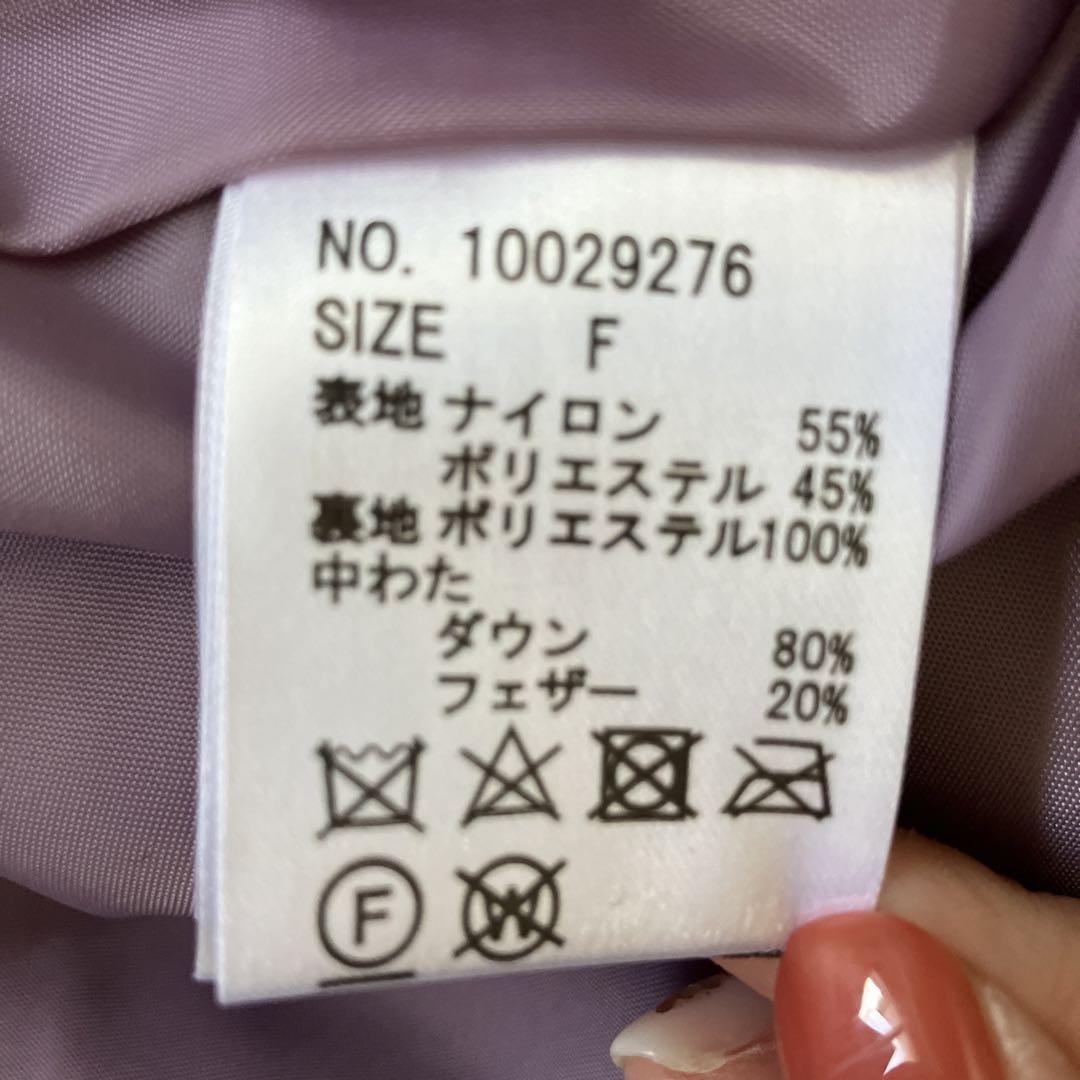 NO. 10029276
SIZE F
表地 ナイロン 55%
ポリエステル 45%
裏地 ポリエステル100%
中わた
ダウン 80%
フェザー 20%
F W